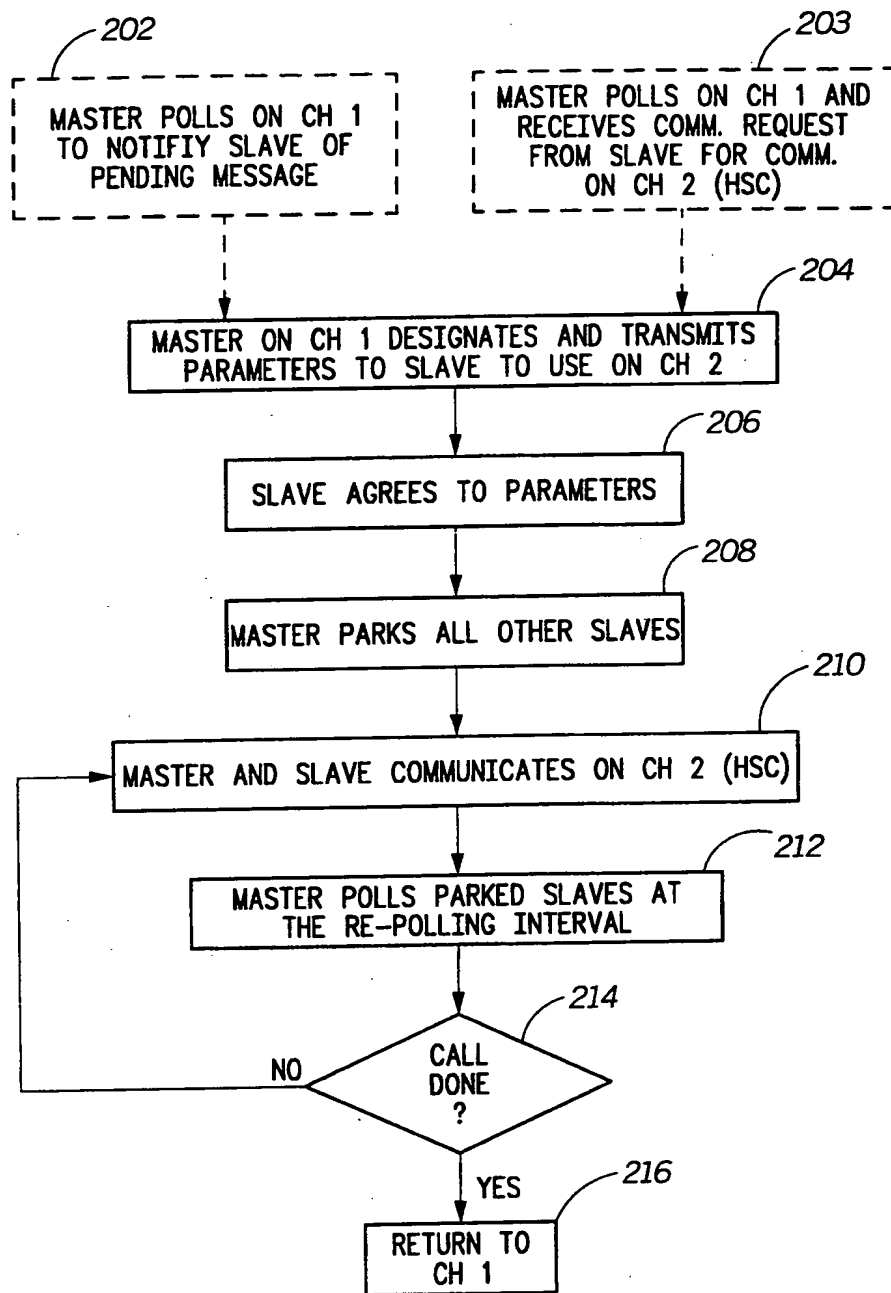 202
MASTER POLLS ON CH 1
TO NOTIFIY SLAVE OF
PENDING MESSAGE
203
MASTER POLLS ON CH 1 AND
RECEIVES COMM. REQUEST
FROM SLAVE FOR COMM.
ON CH 2 (HSC)
204
MASTER ON CH 1 DESIGNATES AND TRANSMITS
PARAMETERS TO SLAVE TO USE ON CH 2
206
SLAVE AGREES TO PARAMETERS
208
MASTER PARKS ALL OTHER SLAVES
210
MASTER AND SLAVE COMMUNICATES ON CH 2 (HSC)
212
MASTER POLLS PARKED SLAVES AT
THE RE-POLLING INTERVAL
214
CALL
DONE
?
NO
YES
216
RETURN TO
CH 1